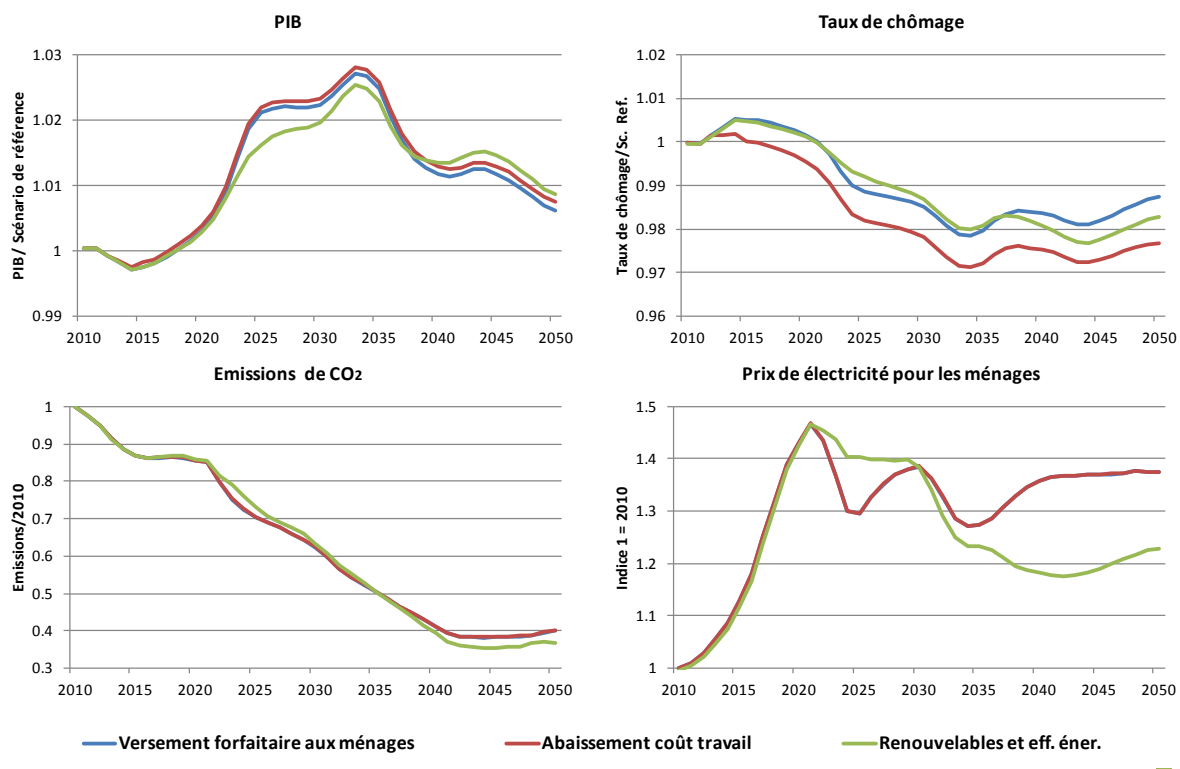 PIB
PIB/ Scénario de référence
1.03
1.02
1.01
1
0.99
2010 2015 2020 2025 2030 2035 2040 2045 2050
Taux de chômage
Taux de chômage/Sc. Ref.
1.02
1.01
1
0.99
0.98
0.97
0.96
2010 2015 2020 2025 2030 2035 2040 2045 2050
Emissions de CO2
Emissions/2010
1
0.9
0.8
0.7
0.6
0.5
0.4
0.3
2010 2015 2020 2025 2030 2035 2040 2045 2050
Prix de électricité pour les ménages
Indice 1 = 2010
1.5
1.4
1.3
1.2
1.1
1
2010 2015 2020 2025 2030 2035 2040 2045 2050
Versement forfaitaire aux ménages
Abaissement coût travail
Renouvelables et eff. éner.